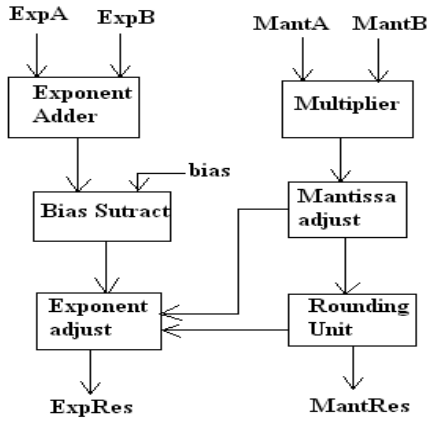 ExpA ExpB
MantA MantB
Exponent
Adder
Multiplier
bias
Bias Sutract
Mantissa
adjust
Exponent
adjust
Rounding
Unit
ExpRes
MantRes